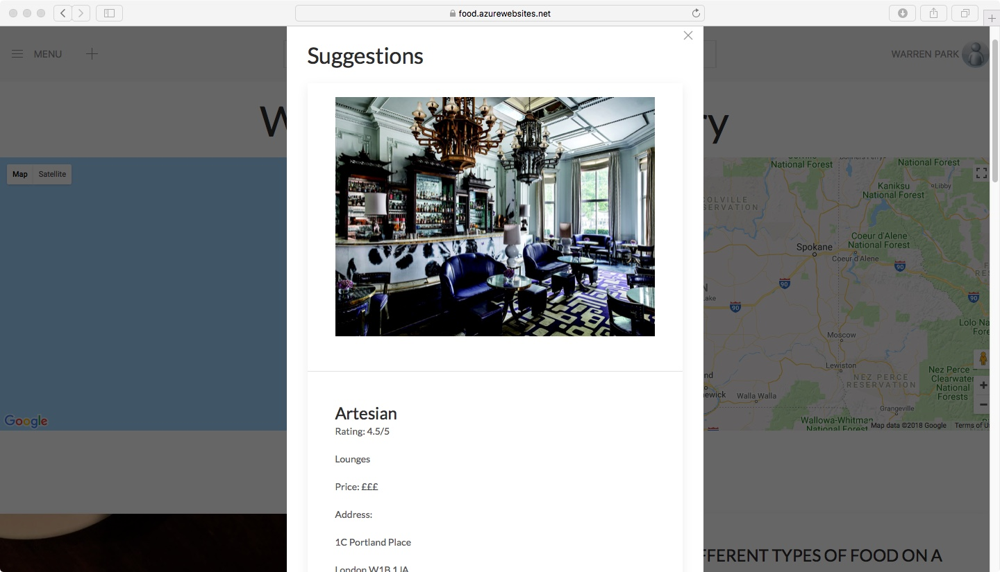 food.azurewebsites.net
MENU
WARREN PARK
Suggestions
W
ry
Map
Satellite
National Forest
National Forest
Kaniksu
National Forest
Libby
COLVILLE
RESERVATION
Spokane
Coeur d'Alene
National Forest
Coeur d'Alene
90
90
90
90
Lake
Lolo Na
Fore
Moscow
Lewiston
NEZ PERCE
RESERVATION
Nez Perce
Clearwater
National
Forests
Walla Walla
Grangeville
Wallowa-Whitman
National Forest
Google
Map data ©2018 Google
Terms of Us
Artesian
Rating: 4.5/5
Lounges
Price: £££
Address:
1C Portland Place
London W1B 1JA
FFERENT TYPES OF FOOD ON A